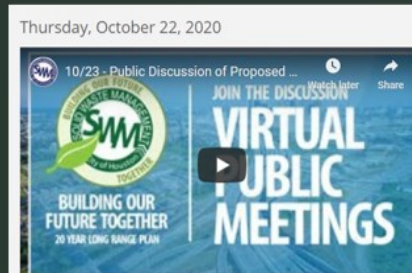 Thursday, October 22, 2020
SWM
10/23 - Public Discussion of Proposed ...
Watch later
Share
BUILDING OUR FUTURE
SOLID WASTE MANAGEMENT
SWM
City of Houston
TOGETHER
BUILDING OUR
FUTURE TOGETHER
20 YEAR LONG RANGE PLAN
JOIN THE DISCUSSION
VIRTUAL
PUBLIC
MEETINGS